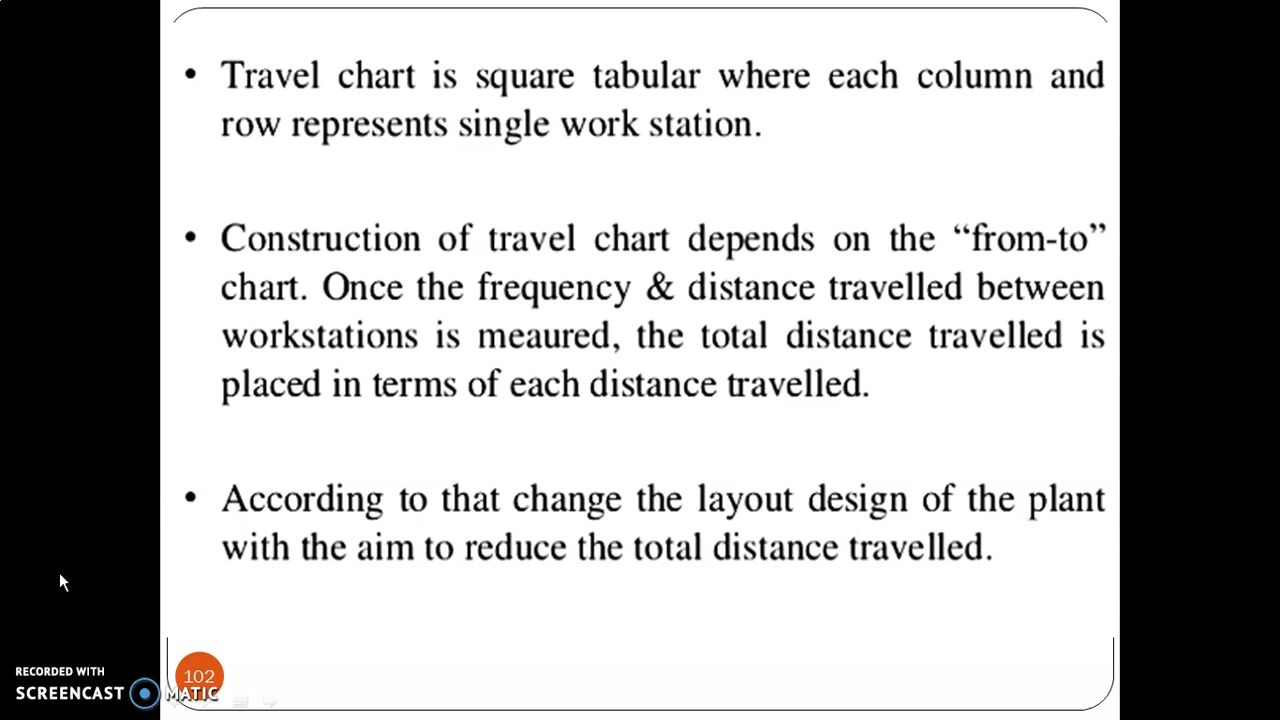 • Travel chart is square tabular where each column and
row represents single work station.
• Construction of travel chart depends on the “from-to”
chart. Once the frequency & distance travelled between
workstations is meaured, the total distance travelled is
placed in terms of each distance travelled.
• According to that change the layout design of the plant
with the aim to reduce the total distance travelled.
102
RECORDED WITH
SCREENCAST MATIC